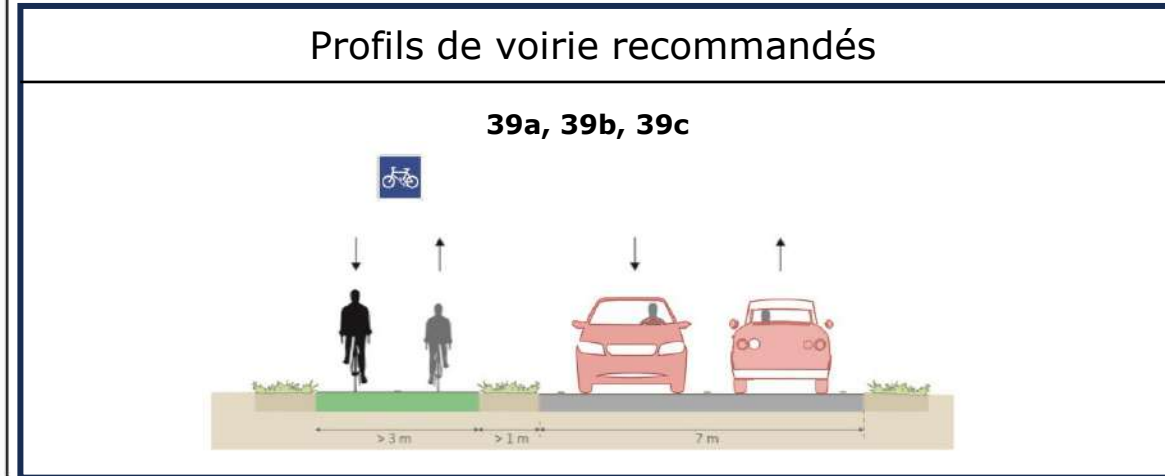 Profils de voirie recommandés
39a, 39b, 39c
> 3 m > 1 m 7 m